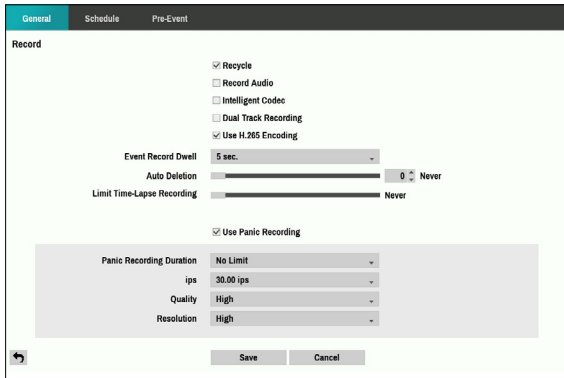 General Schedule Pre-Event
Record
Recycle
Record Audio
Intelligent Codec
Dual Track Recording
Use H.265 Encoding
Event Record Dwell 5 sec.
Auto Deletion 0 Never
Limit Time-Lapse Recording Never
Use Panic Recording
Panic Recording Duration No Limit
ips 30.00 ips
Quality High
Resolution High
Save Cancel